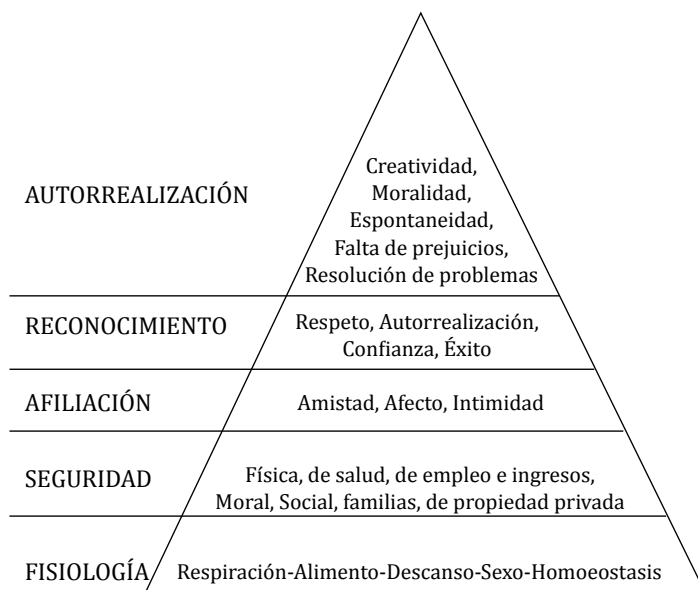 AUTORREALIZACIÓN
Creatividad,
Moralidad,
Espontaneidad,
Falta de prejuicios,
Resolución de problemas
RECONOCIMIENTO
Respeto, Autorrealización,
Confianza, Éxito
AFILIACIÓN
Amistad, Afecto, Intimidad
SEGURIDAD
Física, de salud, de empleo e ingresos,
Moral, Social, familias, de propiedad privada
FISIOLOGÍA
Respiración-Alimento-Descanso-Sexo-Homoeostasis